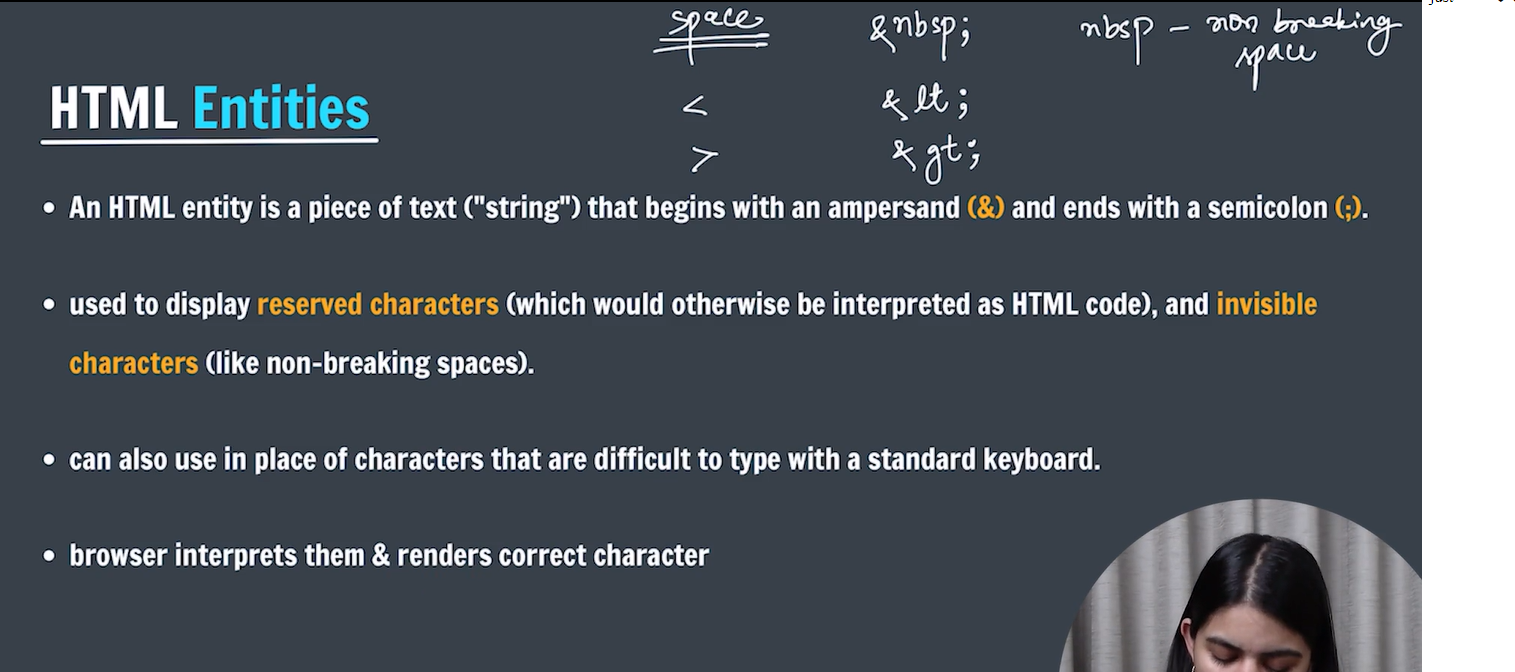 space &nbsp; nbsp - non breaking
space
< &lt;
HTML Entities
> &gt;
• An HTML entity is a piece of text ("string") that begins with an ampersand (&) and ends with a semicolon (;).
• used to display reserved characters (which would otherwise be interpreted as HTML code), and invisible
characters (like non-breaking spaces).
• can also use in place of characters that are difficult to type with a standard keyboard.
• browser interprets them & renders correct character